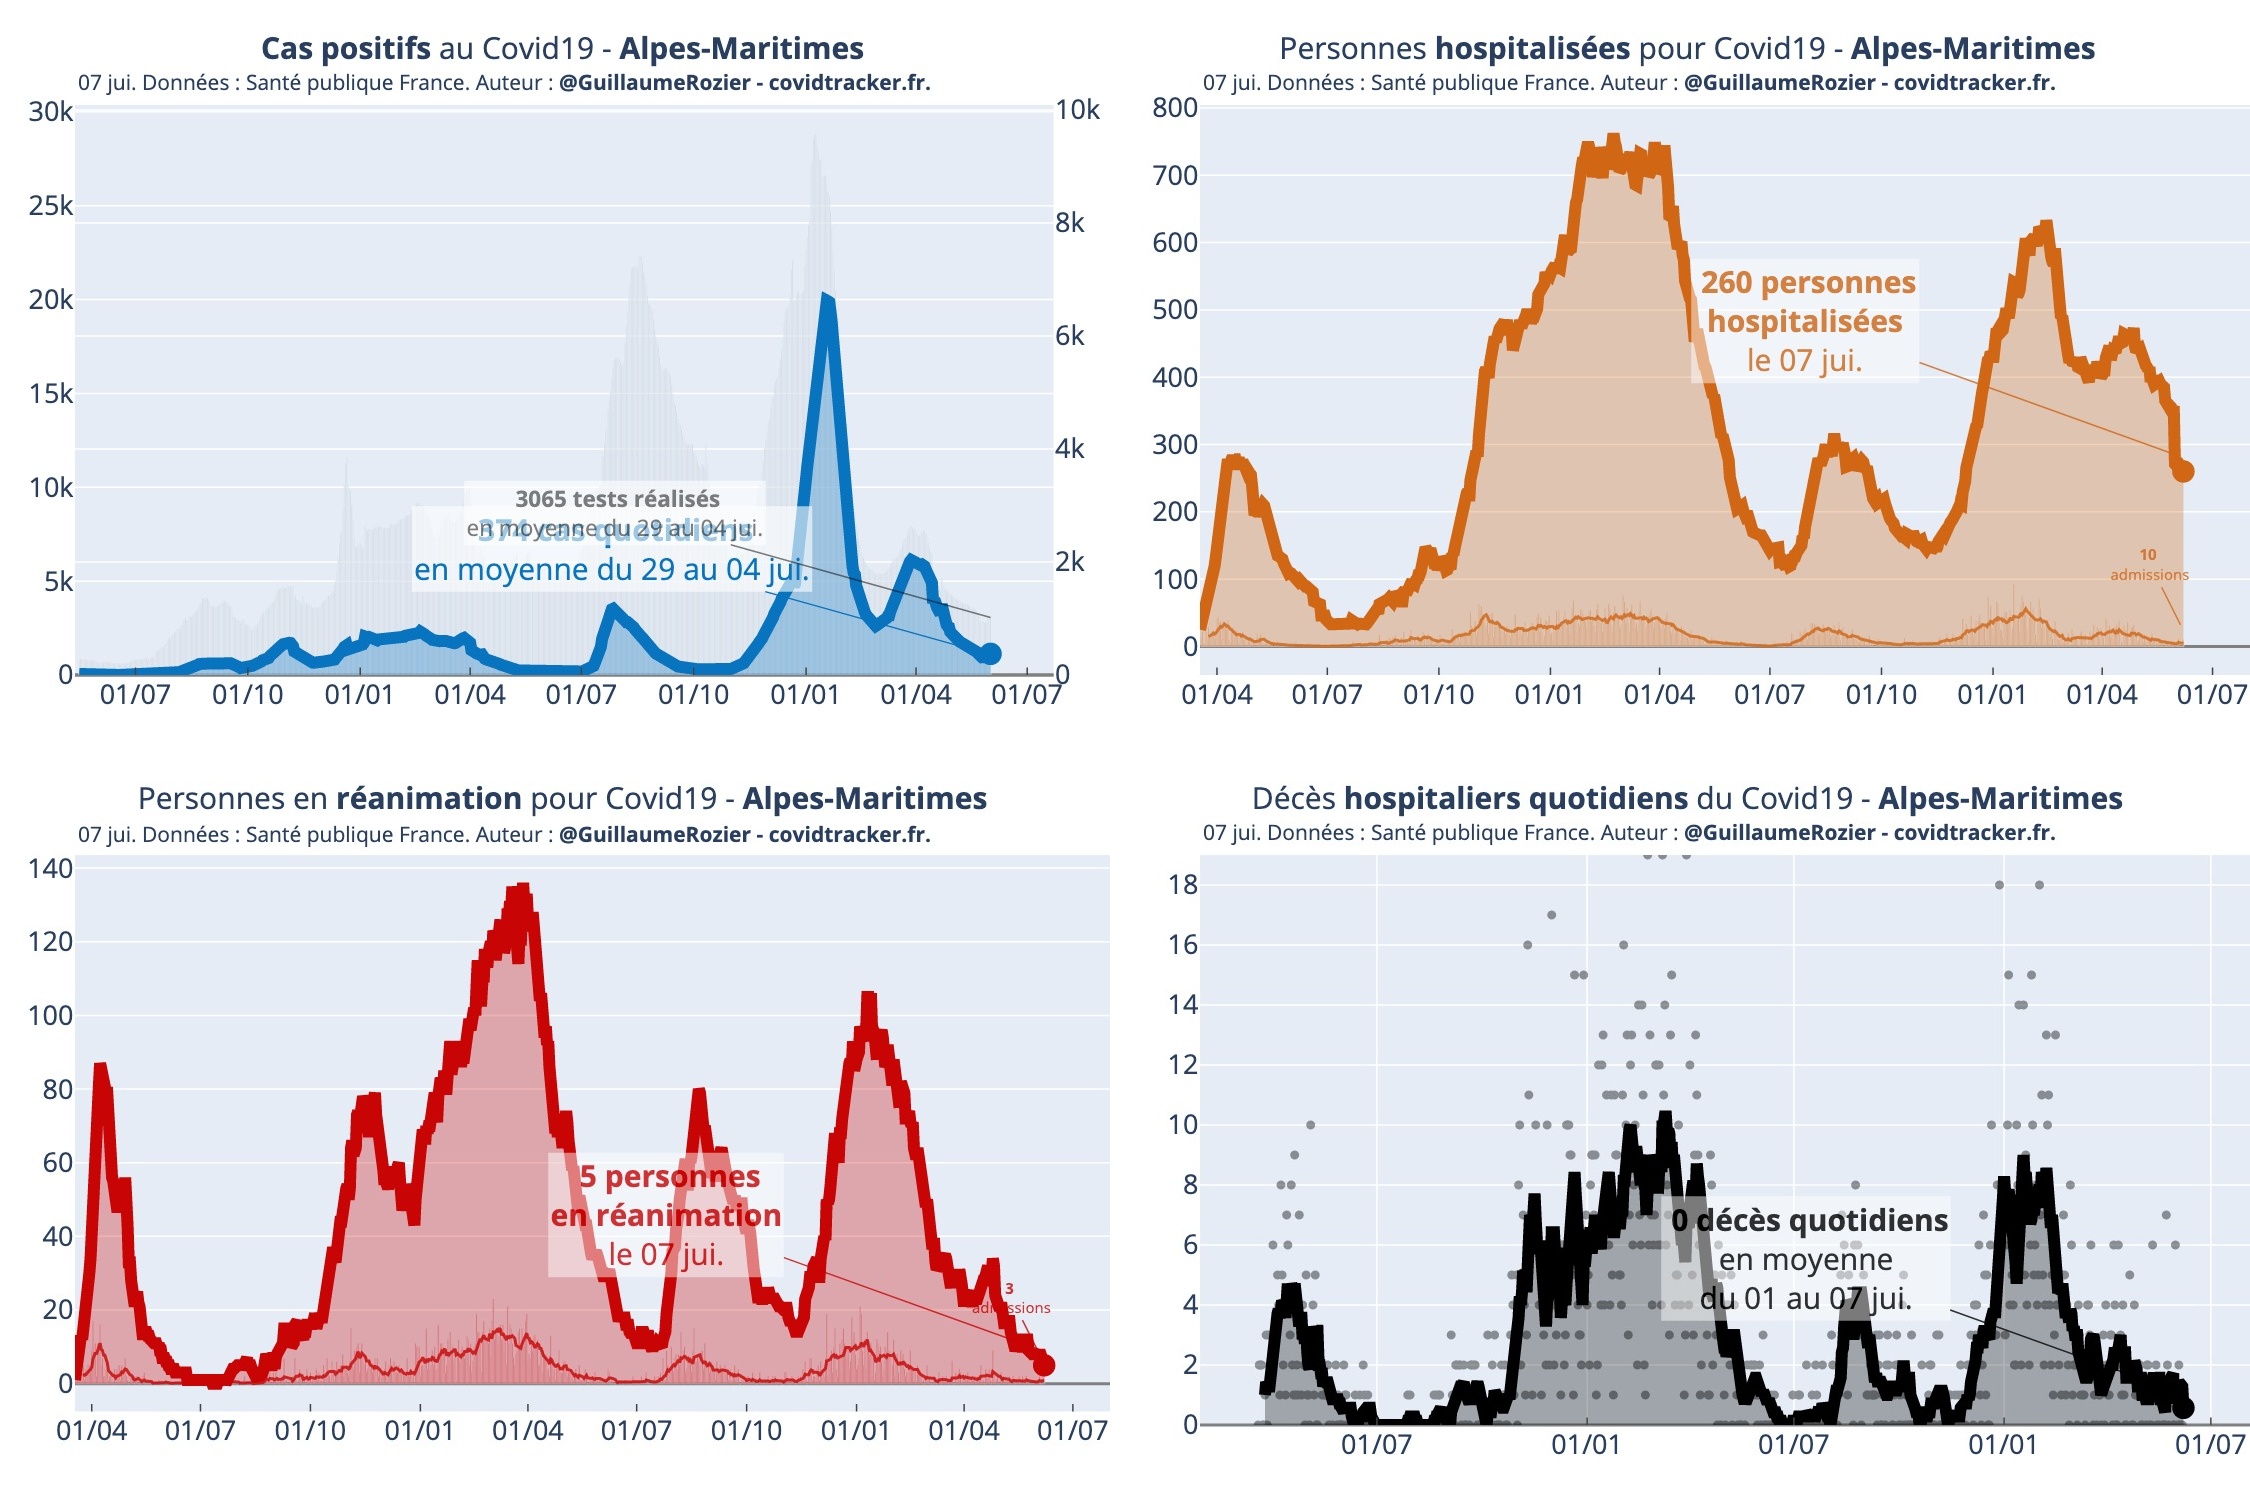 Cas positifs au Covid19 - Alpes-Maritimes
07 jui. Données : Santé publique France. Auteur : @GuillaumeRozier - covidtracker.fr.
30k
25k
20k
15k
10k
5k
0
10k
8k
6k
4k
2k
0
3065 tests réalisés
en moyenne du 29 au 04 jui.
374 cas quotidiens
en moyenne du 29 au 04 jui.
01/07 01/10 01/01 01/04 01/07 01/10 01/01 01/04 01/07
Personnes hospitalisées pour Covid19 - Alpes-Maritimes
07 jui. Données : Santé publique France. Auteur : @GuillaumeRozier - covidtracker.fr.
800
700
600
500
400
300
200
100
0
260 personnes
hospitalisées
le 07 jui.
10
admissions
01/04 01/07 01/10 01/01 01/04 01/07 01/10 01/01 01/04 01/07
Personnes en réanimation pour Covid19 - Alpes-Maritimes
07 jui. Données : Santé publique France. Auteur : @GuillaumeRozier - covidtracker.fr.
140
120
100
80
60
40
20
0
5 personnes
en réanimation
le 07 jui.
3
admissions
01/04 01/07 01/10 01/01 01/04 01/07 01/10 01/01 01/04 01/07
Décès hospitaliers quotidiens du Covid19 - Alpes-Maritimes
07 jui. Données : Santé publique France. Auteur : @GuillaumeRozier - covidtracker.fr.
18
16
14
12
10
8
6
4
2
0
0 décès quotidiens
en moyenne
du 01 au 07 jui.
01/07 01/01 01/07 01/01 01/07